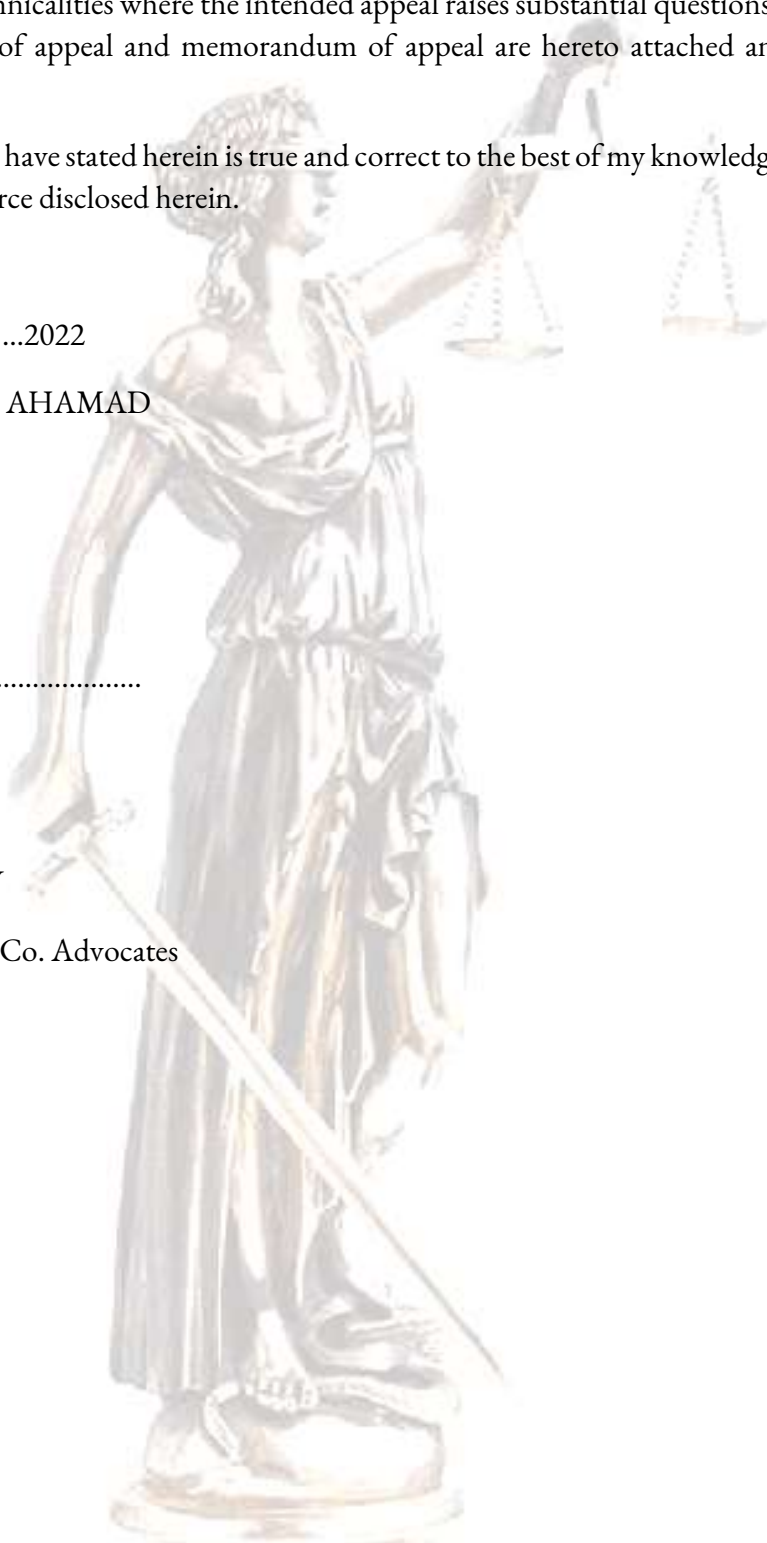 hnicalities where the intended appeal raises substantial questions
of appeal and memorandum of appeal are hereto attached an
have stated herein is true and correct to the best of my knowledg
rce disclosed herein.
...2022
AHAMAD
....................
Co. Advocates